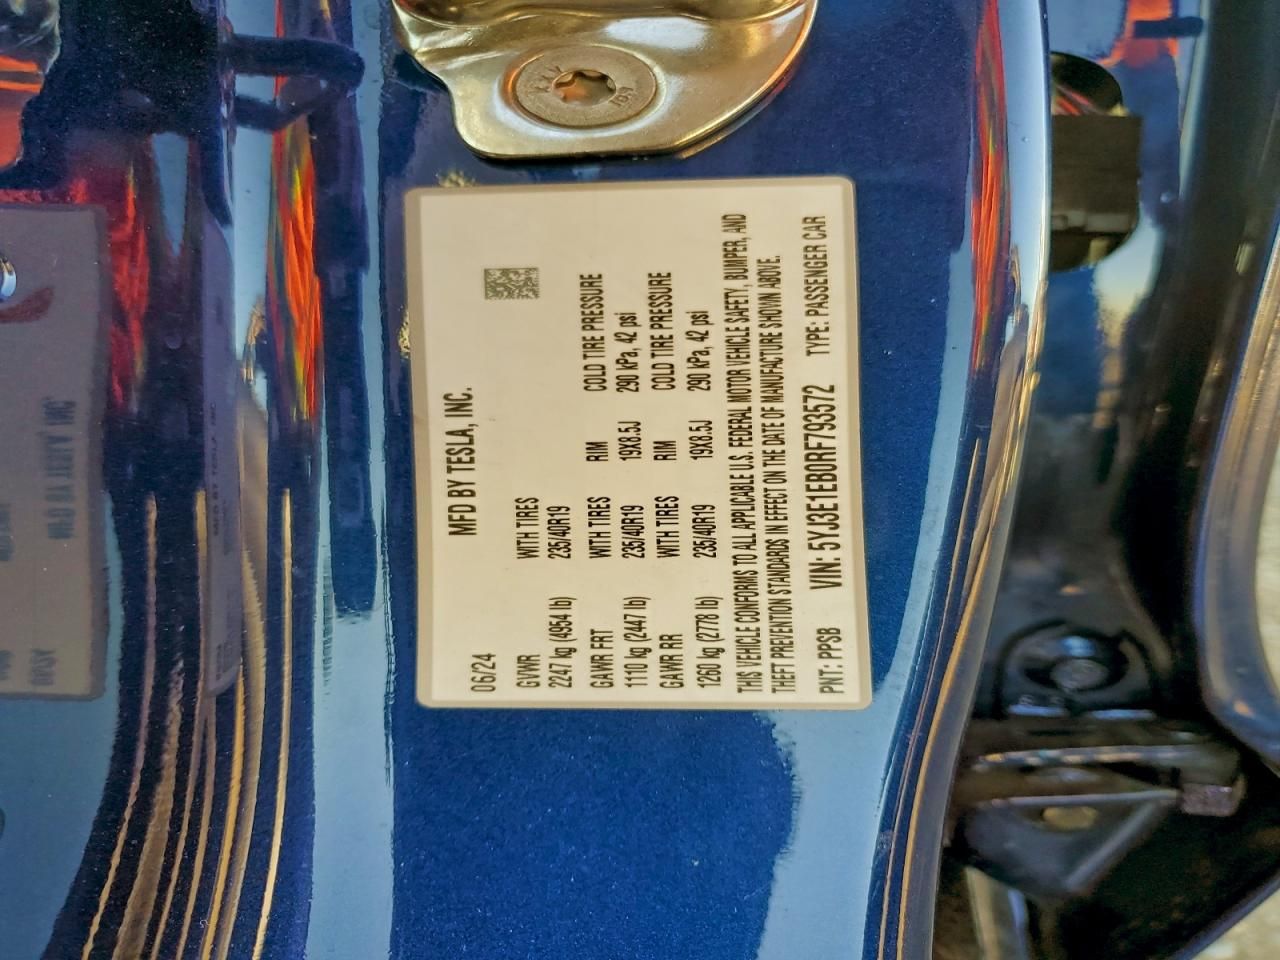 MFD BY TESLA, INC.
06/24
GVWR WITH TIRES
2247 kg (4954 lb) 235/40R19
GAWR FRT WITH TIRES RIM COLD TIRE PRESSURE
1110 kg (2447 lb) 235/40R19 19X8.5J 290 kPa, 42 psi
GAWR RR WITH TIRES RIM COLD TIRE PRESSURE
1260 kg (2778 lb) 235/40R19 19X8.5J 290 kPa, 42 psi
THIS VEHICLE CONFORMS TO ALL APPLICABLE U.S. FEDERAL MOTOR VEHICLE SAFETY, BUMPER, AND
THEFT PREVENTION STANDARDS IN EFFECT ON THE DATE OF MANUFACTURE SHOWN ABOVE.
PNT: PPSB VIN: 5YJ3E1EB0RF793572 TYPE: PASSENGER CAR